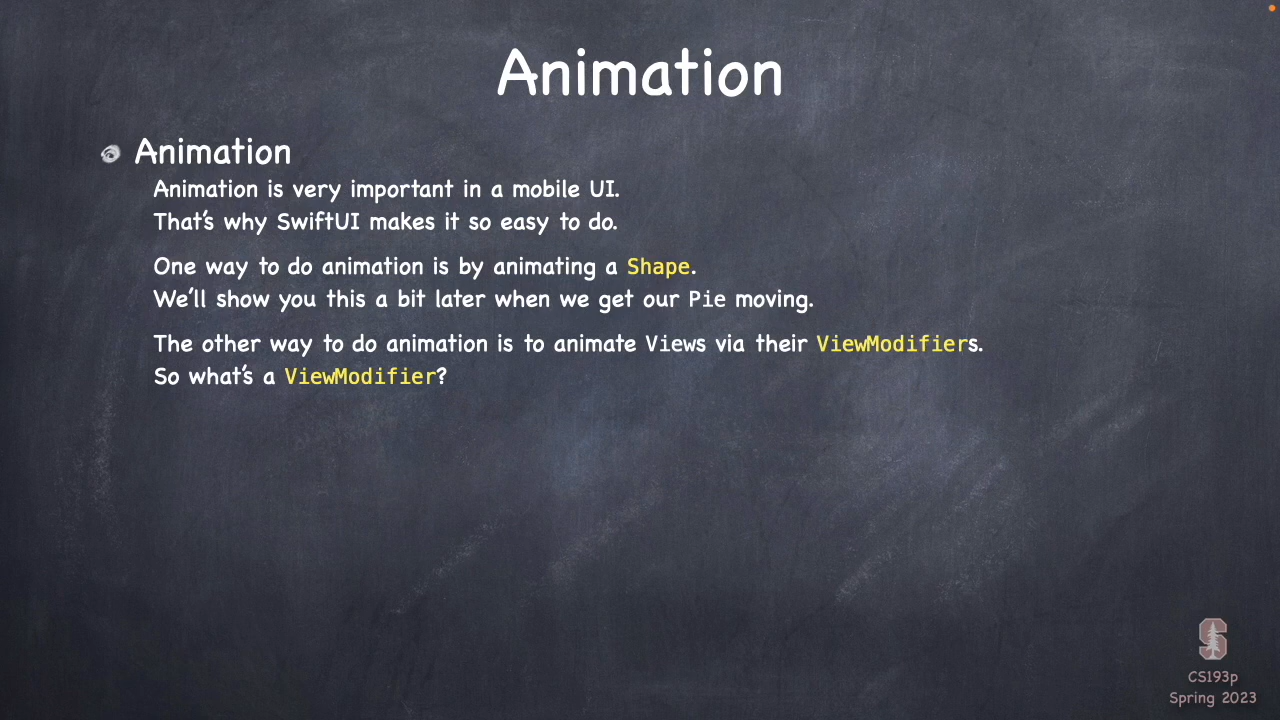 Animation
Animation
Animation is very important in a mobile UI.
That's why SwiftUI makes it so easy to do.
One way to do animation is by animating a Shape.
We'll show you this a bit later when we get our Pie moving.
The other way to do animation is to animate Views via their ViewModifiers.
So what's a ViewModifier?
S
CS193p
Spring 2023